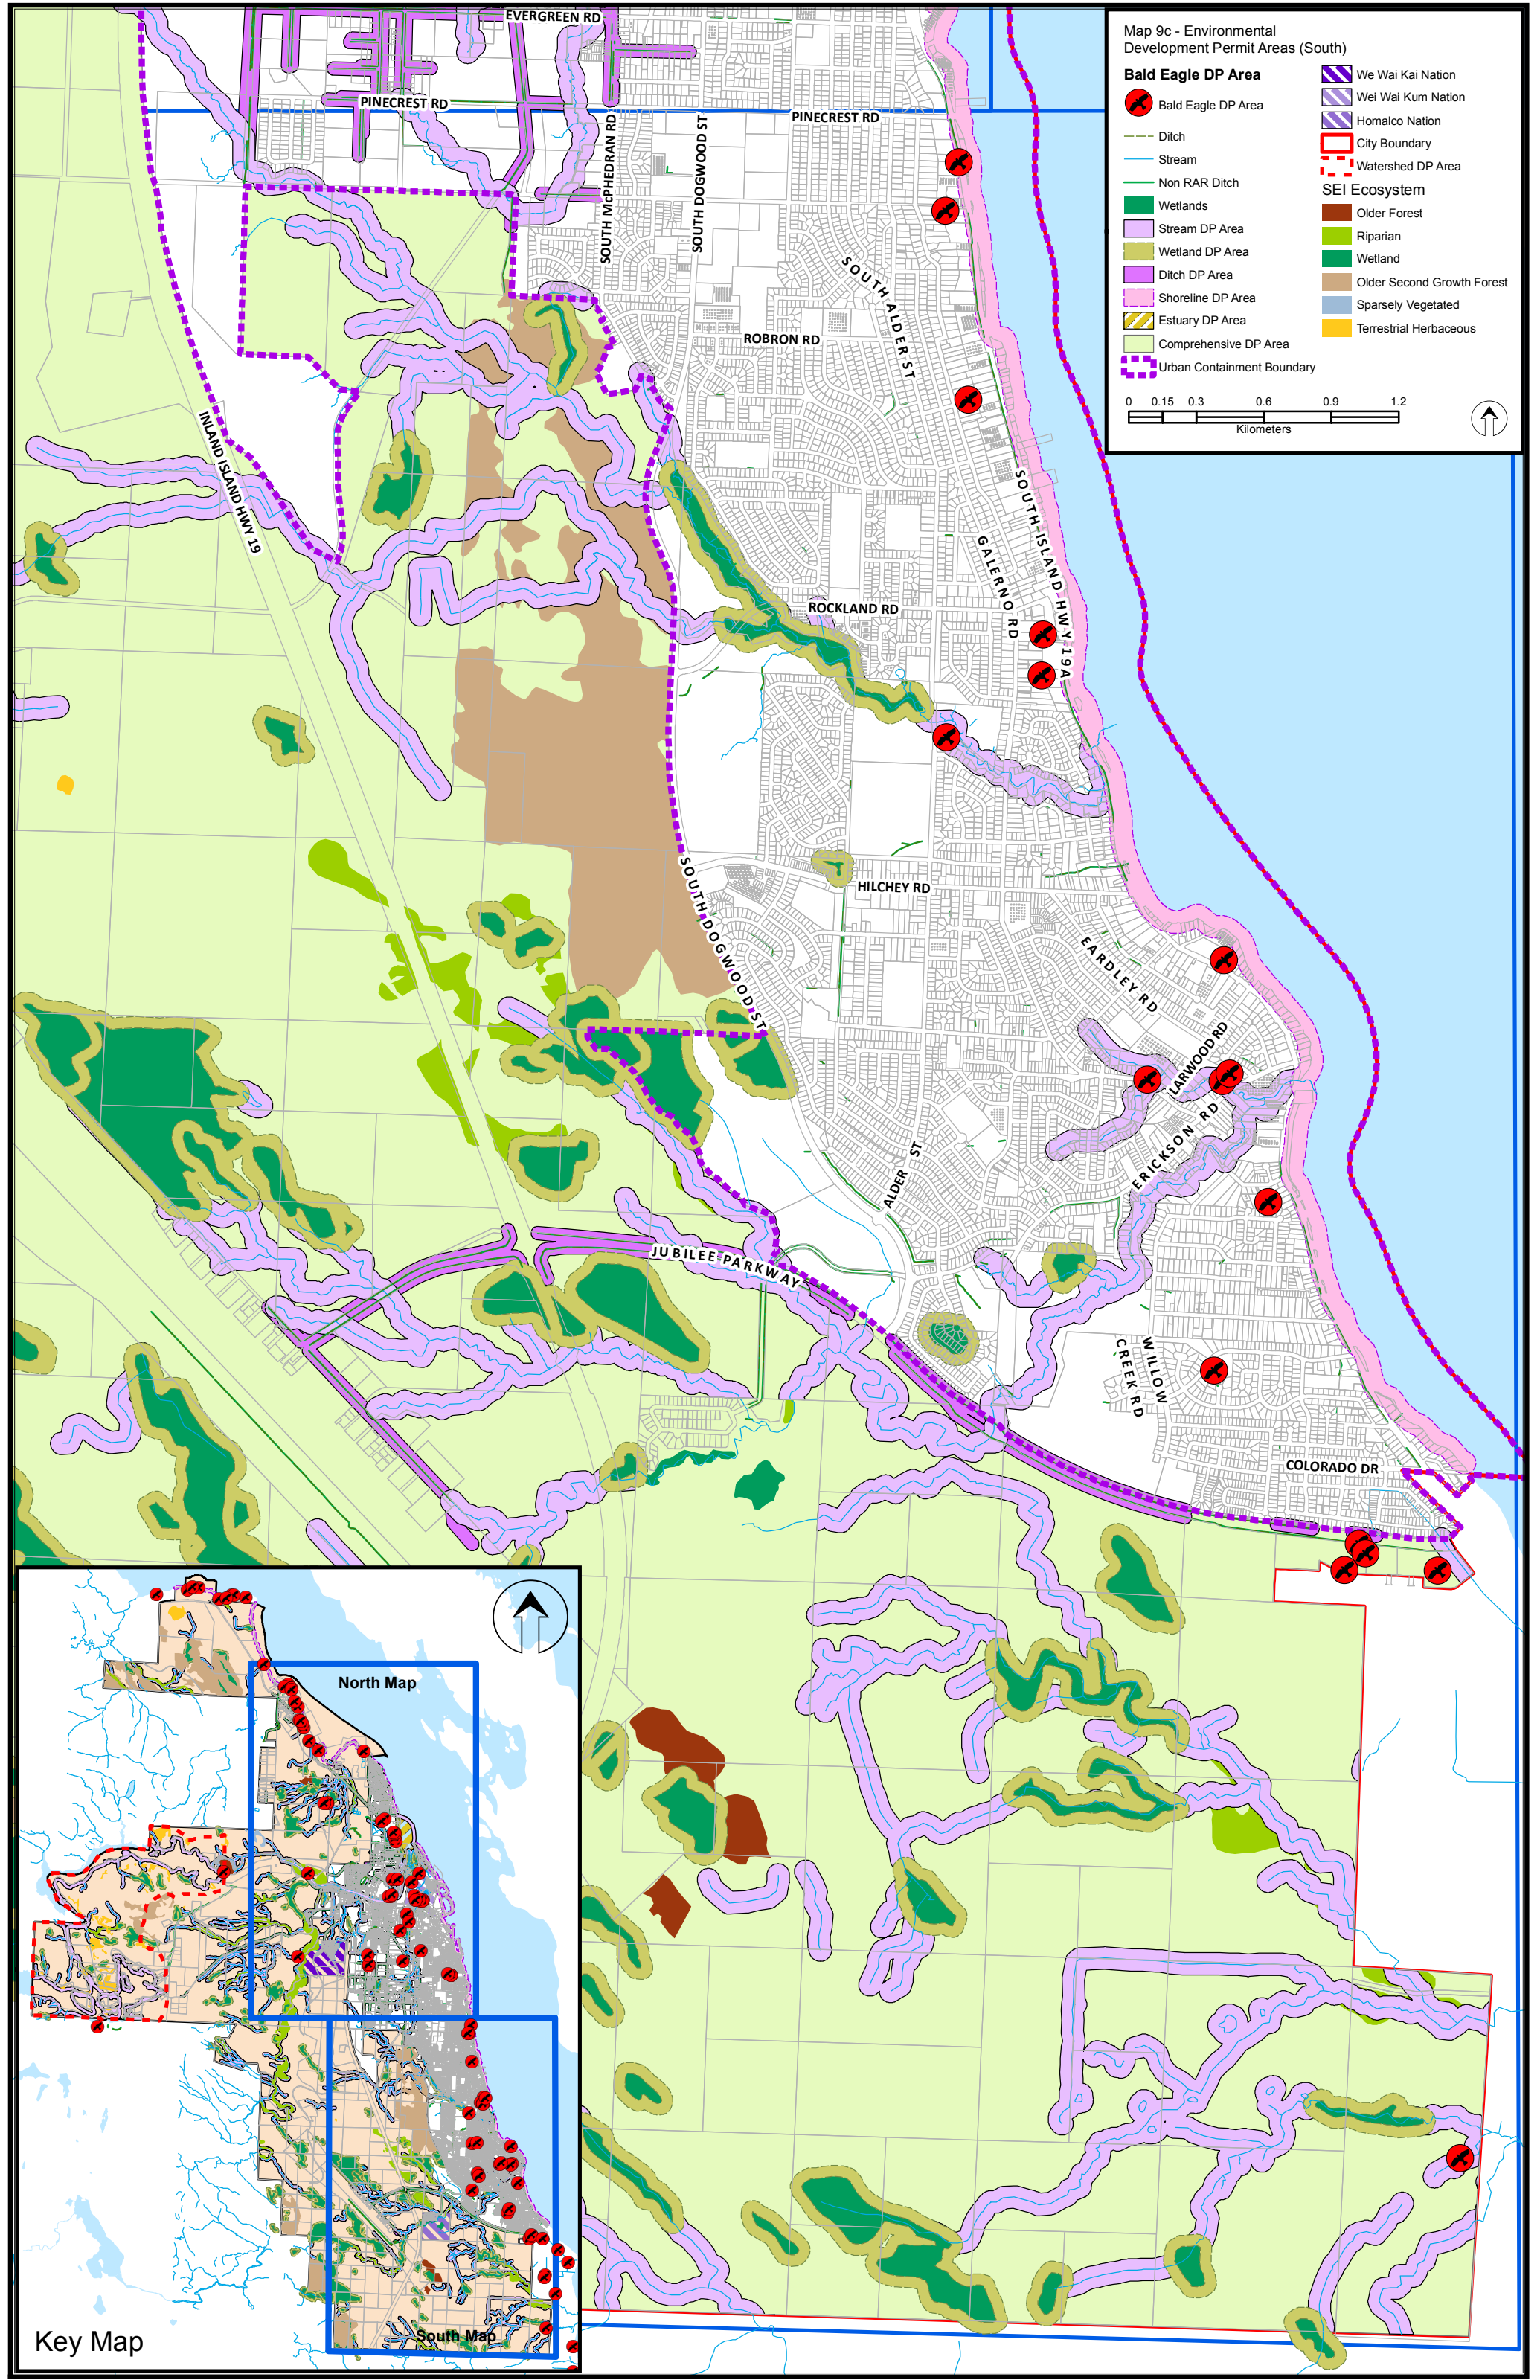 EVERGREEN RD
PINECREST RD
PINECREST RD
SOUTH McPHEDRAN RD
SOUTH DOGWOOD ST
SOUTH ALDER ST
ROBRON RD
INLAND ISLAND HWY 19
SOUTH ISLAND HWY 19A
GALERNO RD
ROCKLAND RD
HILCHEY RD
SOUTH DOGWOOD ST
EARDLEY RD
LARWOOD RD
ERICKSON RD
ALDER ST
JUBILEE PARKWAY
WILLOW
CREEK RD
COLORADO DR
Map 9c - Environmental
Development Permit Areas (South)
Bald Eagle DP Area
Bald Eagle DP Area
Ditch
Stream
Non RAR Ditch
Wetlands
Stream DP Area
Wetland DP Area
Ditch DP Area
Shoreline DP Area
Estuary DP Area
Comprehensive DP Area
Urban Containment Boundary
We Wai Kai Nation
Wei Wai Kum Nation
Homalco Nation
City Boundary
Watershed DP Area
SEI Ecosystem
Older Forest
Riparian
Wetland
Older Second Growth Forest
Sparsely Vegetated
Terrestrial Herbaceous
0 0.15 0.3 0.6 0.9 1.2
Kilometers
North Map
South Map
Key Map